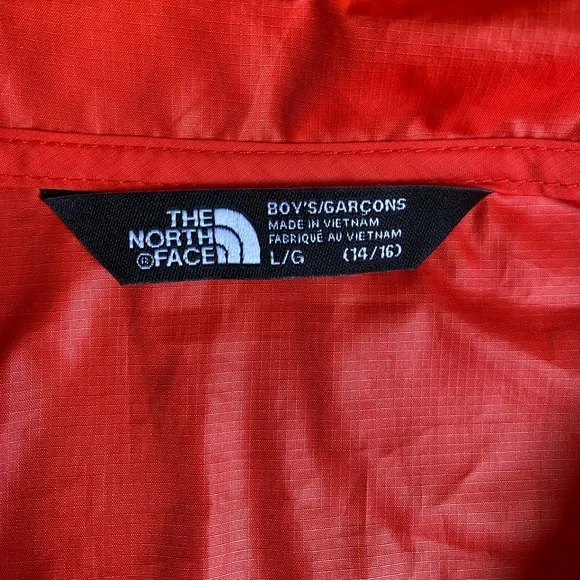 THE
NORTH
®FACE
BOY'S/GARÇONS
MADE IN VIETNAM
FABRIQUÉ AU VIETNAM
L/G (14/16)